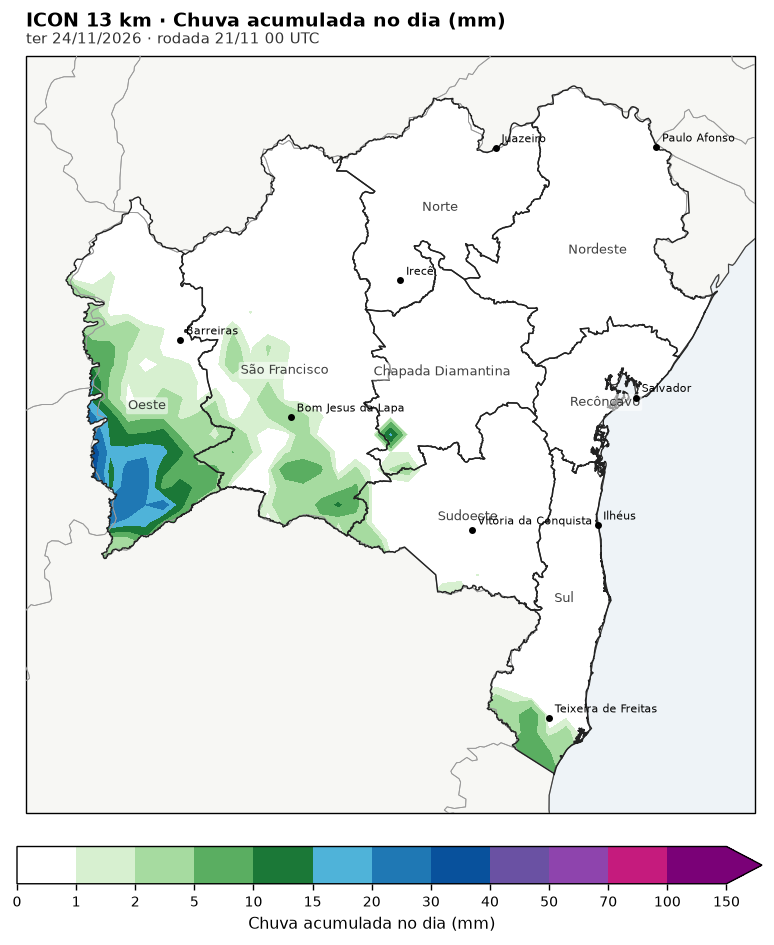 ICON 13 km · Chuva acumulada no dia (mm)
ter 24/11/2026 · rodada 21/11 00 UTC
Juazeiro
Paulo Afonso
Norte
Nordeste
Irecê
Barreiras
São Francisco
Chapada Diamantina
Salvador
Oeste
Bom Jesus da Lapa
Recôncavo
Sudoeste
Vitória da Conquista
Ilhéus
Sul
Teixeira de Freitas
0 1 2 5 10 15 20 30 40 50 70 100 150
Chuva acumulada no dia (mm)